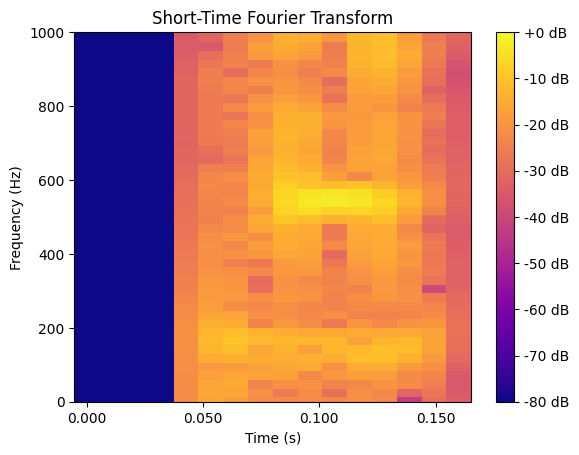 Short-Time Fourier Transform
1000
800
600
400
200
0
Frequency (Hz)
0.000
0.050
0.100
0.150
Time (s)
+0 dB
-10 dB
-20 dB
-30 dB
-40 dB
-50 dB
-60 dB
-70 dB
-80 dB